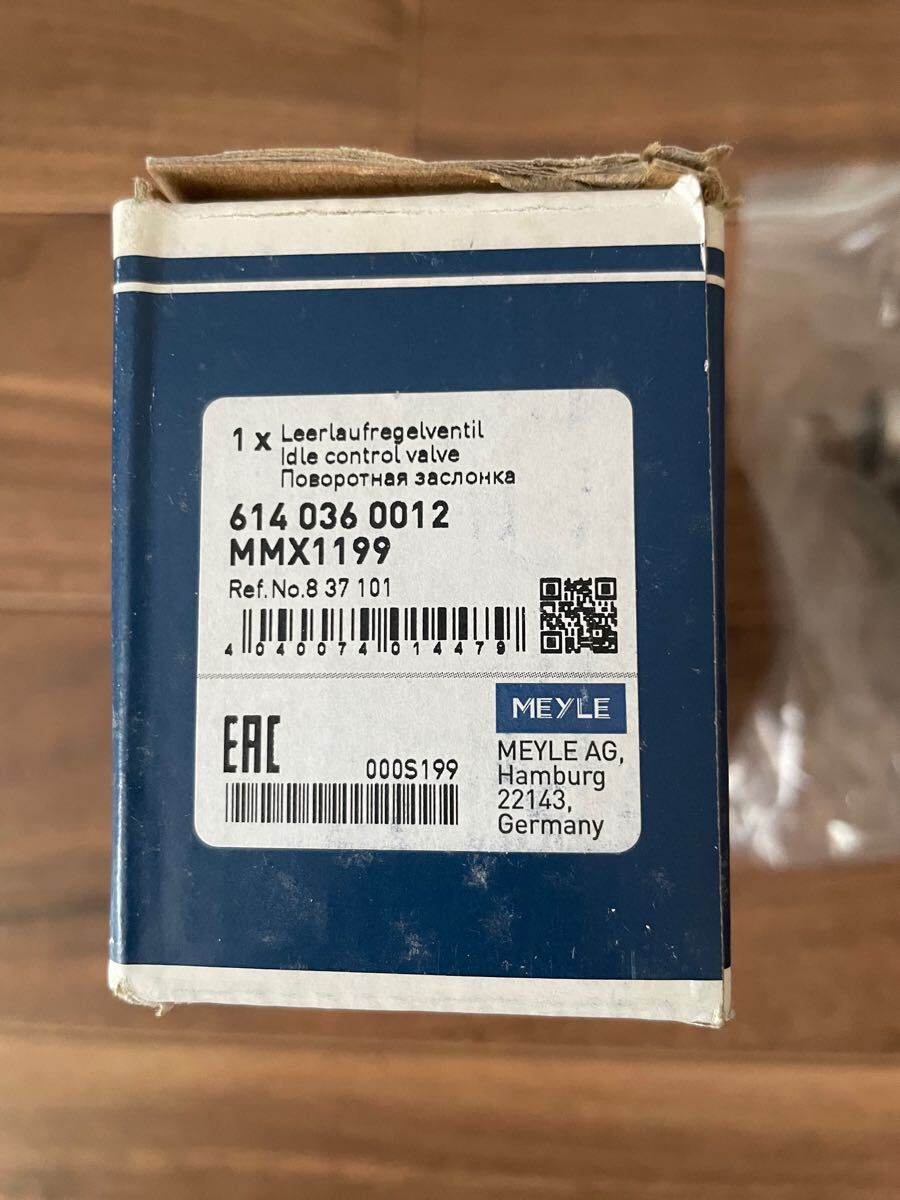 1 x Leerlaufregelventil
Idle control valve
Поворотная заслонка
614 036 0012
MMX1199
Ref.No.8 37 101
4 040074 014479
EAC
000S199
MEYLE
MEYLE AG,
Hamburg
22143,
Germany